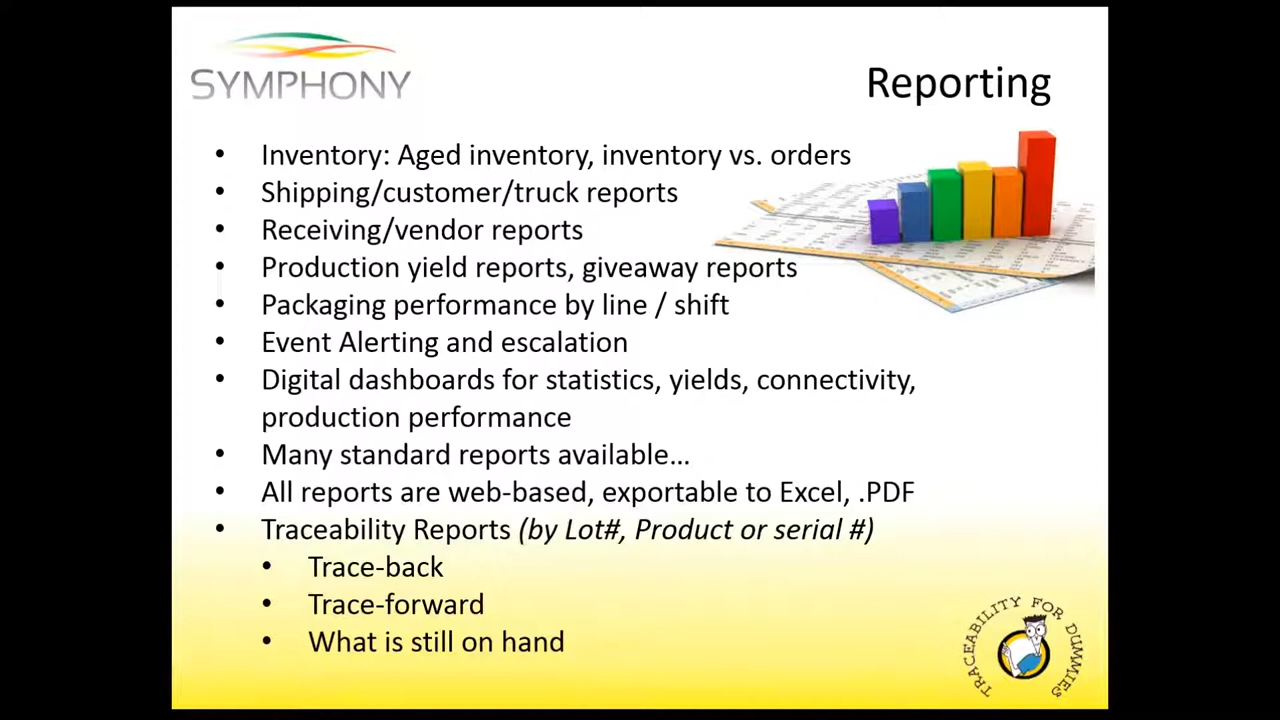 SYMPHONY
Reporting
• Inventory: Aged inventory, inventory vs. orders
• Shipping/customer/truck reports
• Receiving/vendor reports
• Production yield reports, giveaway reports
• Packaging performance by line / shift
• Event Alerting and escalation
• Digital dashboards for statistics, yields, connectivity,
production performance
• Many standard reports available…
• All reports are web-based, exportable to Excel, .PDF
• Traceability Reports (by Lot#, Product or serial #)
• Trace-back
• Trace-forward
• What is still on hand
TRACEABILITY FOR DUMMIES